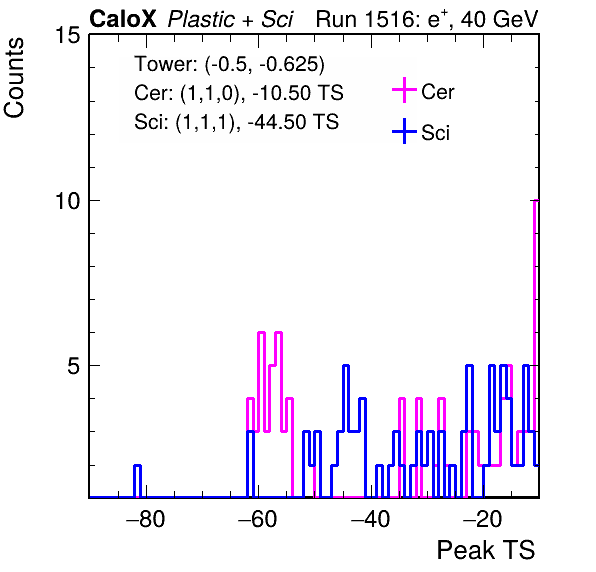 CaloX Plastic + Sci Run 1516: e⁺, 40 GeV
Counts
15
10
5
Tower: (-0.5, -0.625)
Cer: (1,1,0), -10.50 TS
Sci: (1,1,1), -44.50 TS
Cer
Sci
−80 −60 −40 −20
Peak TS